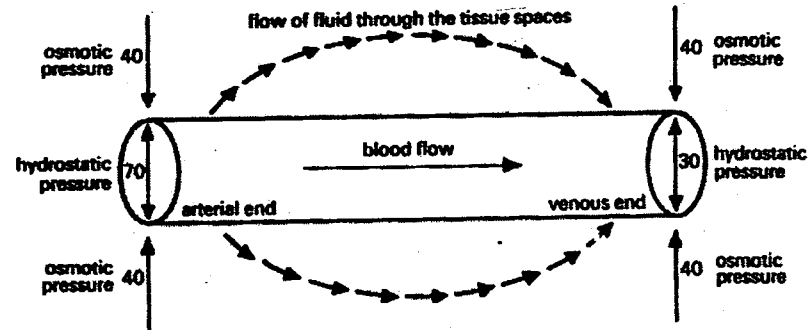 flow of fluid through the tissue spaces
osmotic
pressure
40
40
osmotic
pressure
hydrostatic
pressure
70
blood flow
30
hydrostatic
pressure
arterial end
venous end
osmotic
pressure
40
40
osmotic
pressure